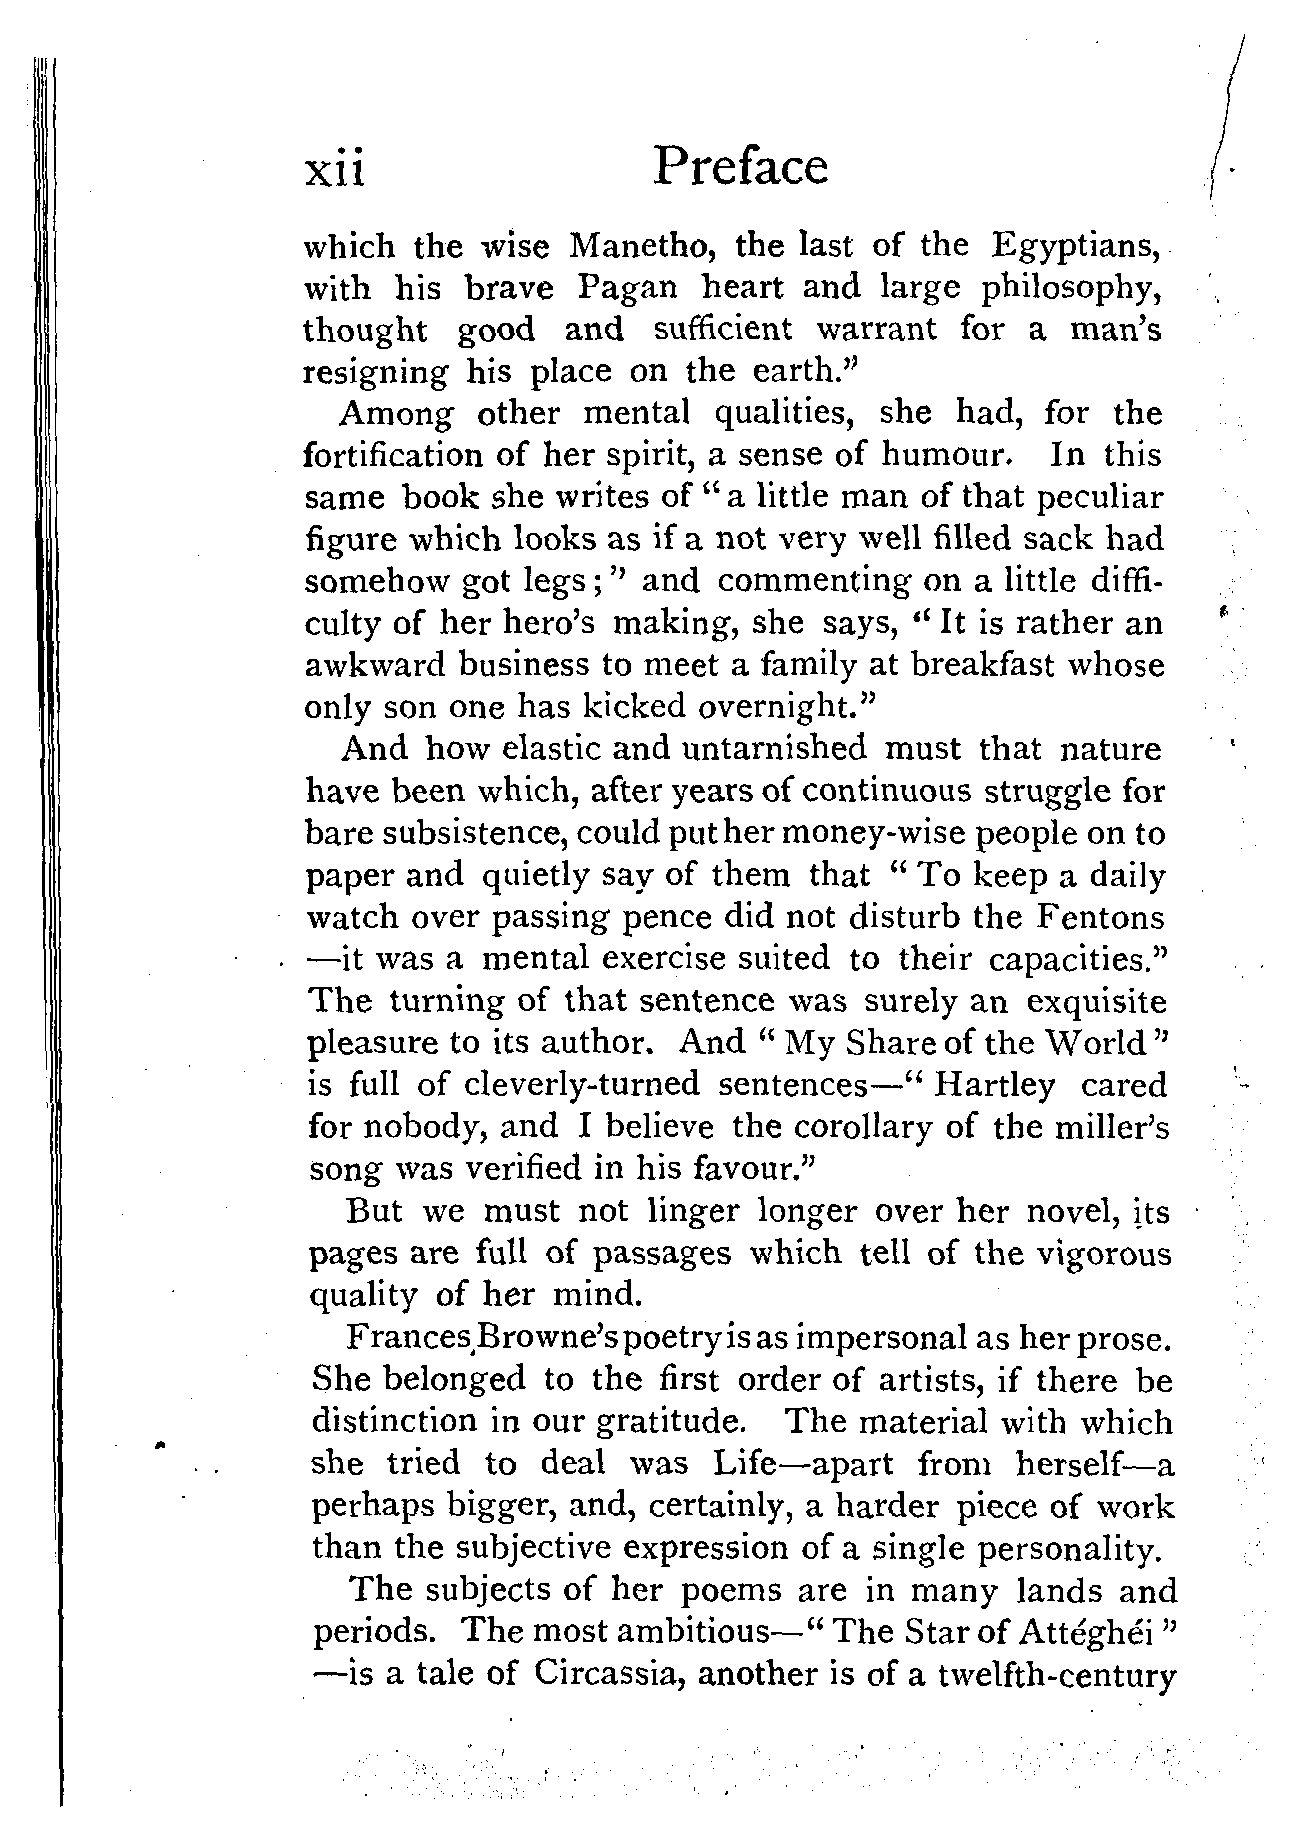 xii Preface
which the wise Manetho, the last of the Egyptians,
with his brave Pagan heart and large philosophy,
thought good and sufficient warrant for a man's
resigning his place on the earth."
Among other mental qualities, she had, for the
fortification of her spirit, a sense of humour. In this
same book she writes of "a little man of that peculiar
figure which looks as if a not very well filled sack had
somehow got legs;" and commenting on a little diffi-
culty of her hero's making, she says, "It is rather an
awkward business to meet a family at breakfast whose
only son one has kicked overnight."
And how elastic and untarnished must that nature
have been which, after years of continuous struggle for
bare subsistence, could put her money-wise people on to
paper and quietly say of them that "To keep a daily
watch over passing pence did not disturb the Fentons
—it was a mental exercise suited to their capacities."
The turning of that sentence was surely an exquisite
pleasure to its author. And "My Share of the World"
is full of cleverly-turned sentences—"Hartley cared
for nobody, and I believe the corollary of the miller's
song was verified in his favour."
But we must not linger longer over her novel, its
pages are full of passages which tell of the vigorous
quality of her mind.
Frances Browne's poetry is as impersonal as her prose.
She belonged to the first order of artists, if there be
distinction in our gratitude. The material with which
she tried to deal was Life—apart from herself—a
perhaps bigger, and, certainly, a harder piece of work
than the subjective expression of a single personality.
The subjects of her poems are in many lands and
periods. The most ambitious—"The Star of Attéghéi"
—is a tale of Circassia, another is of a twelfth-century